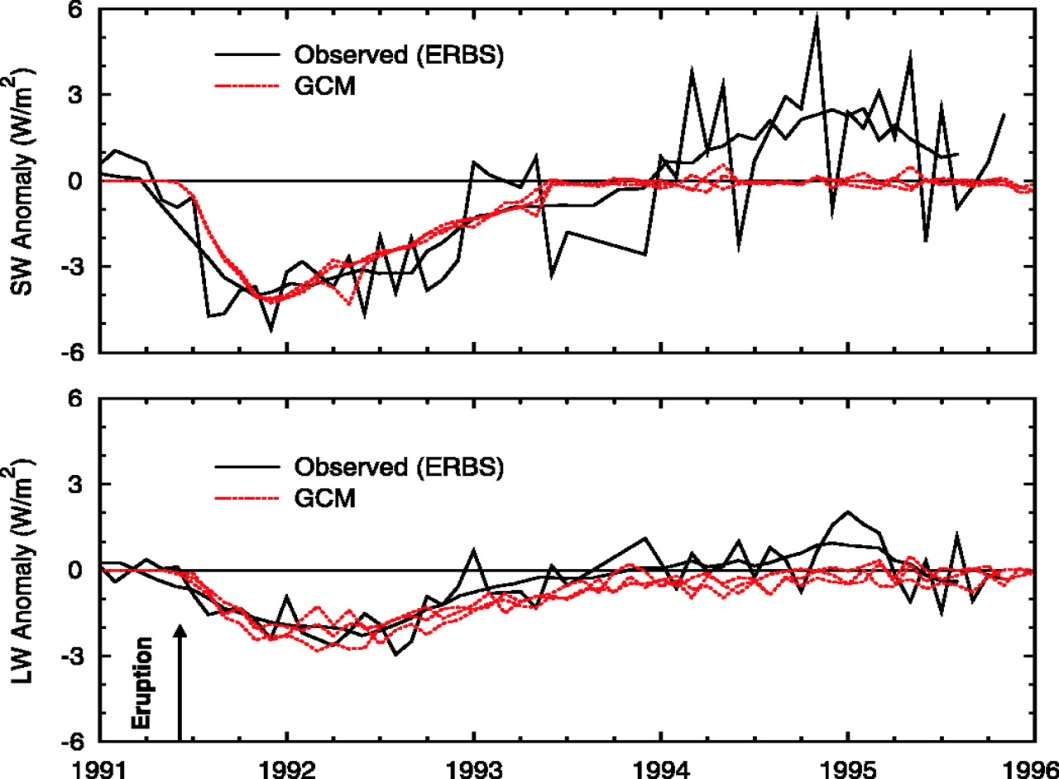 6
3
0
-3
-6
SW Anomaly (W/m2)
Observed (ERBS)
GCM
6
3
0
-3
-6
LW Anomaly (W/m2)
Observed (ERBS)
GCM
Eruption
1991 1992 1993 1994 1995 1996